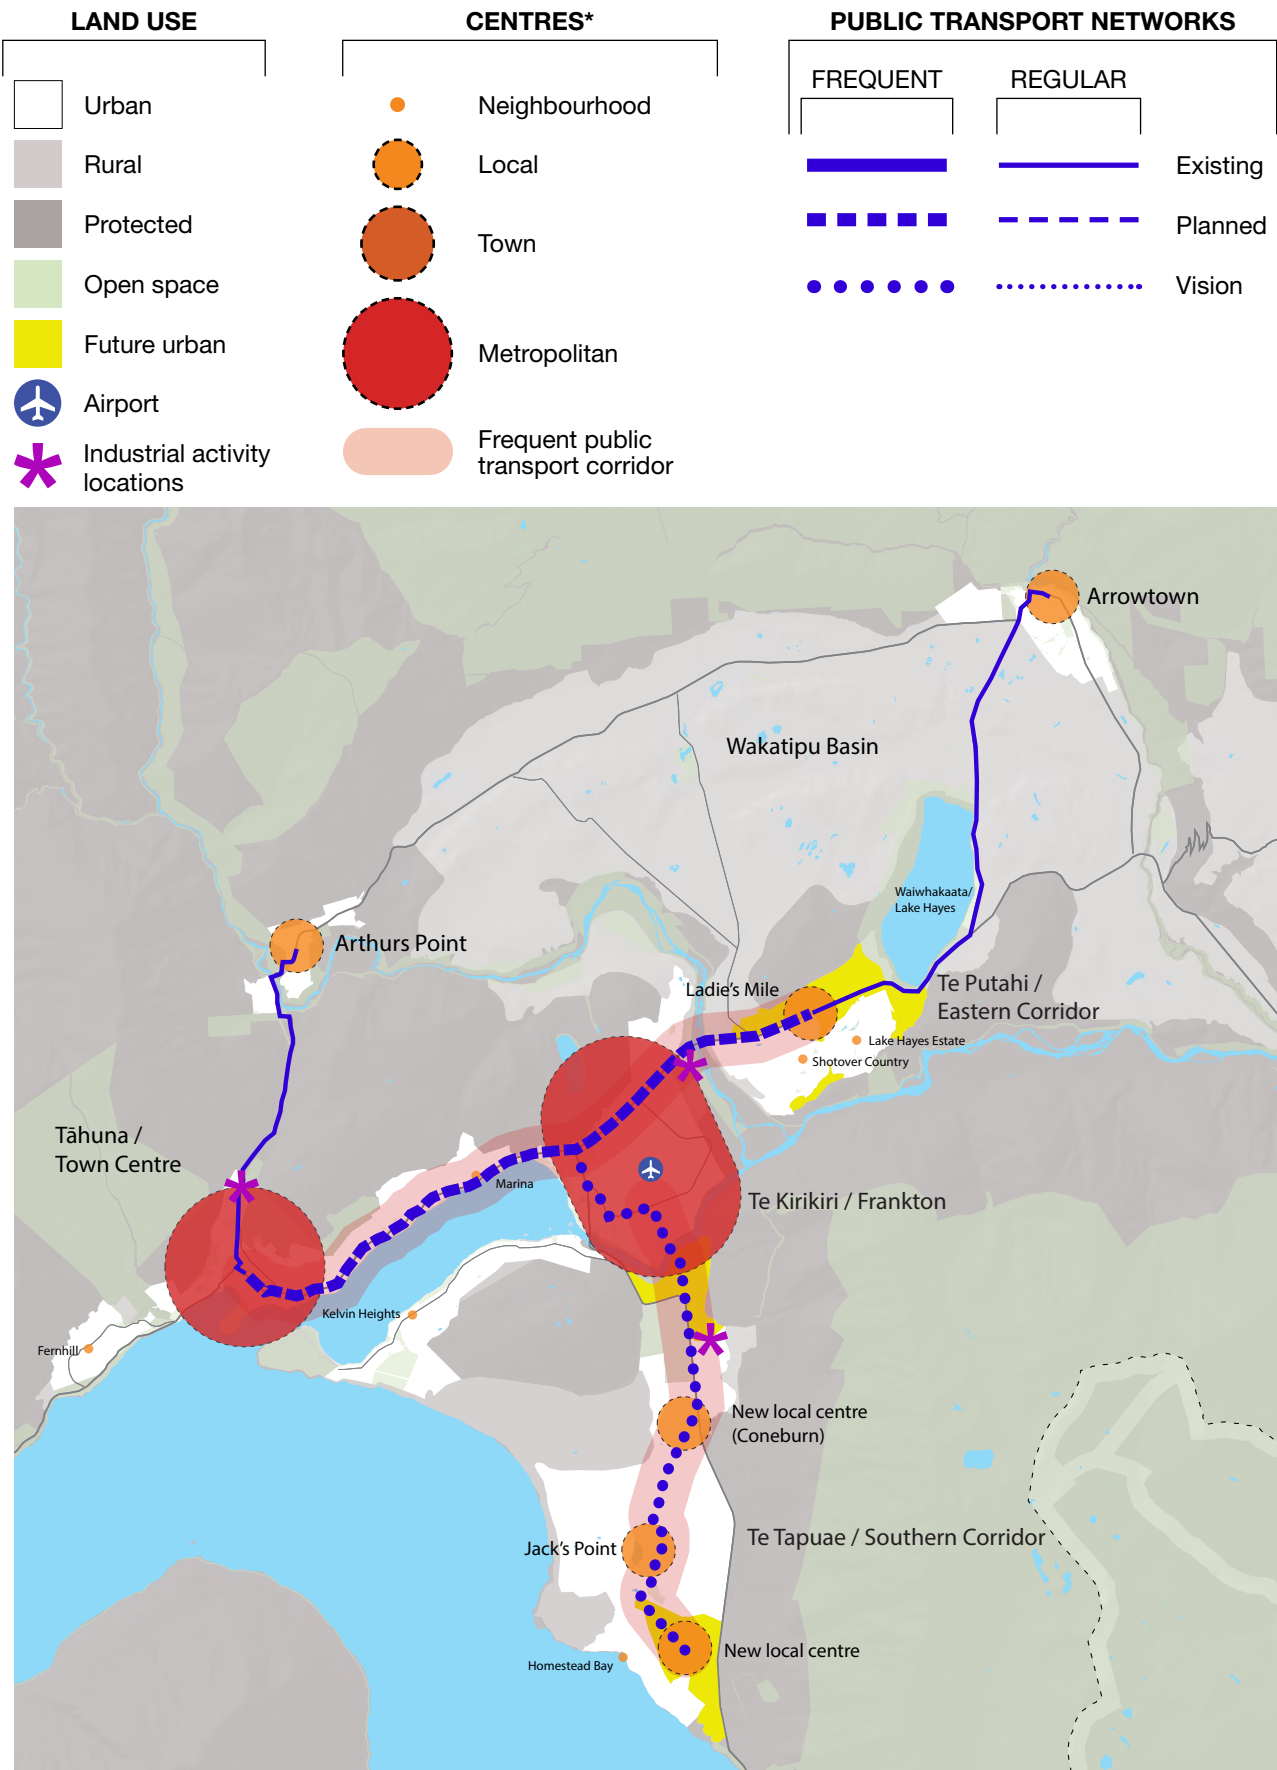 LAND USE
Urban
Rural
Protected
Open space
Future urban
Airport
Industrial activity
locations
CENTRES*
Neighbourhood
Local
Town
Metropolitan
Frequent public
transport corridor
PUBLIC TRANSPORT NETWORKS
FREQUENT
REGULAR
Existing
Planned
Vision
Arrowtown
Wakatipu Basin
Waiwhakaata/
Lake Hayes
Arthurs Point
Ladie's Mile
Te Putahi /
Eastern Corridor
Lake Hayes Estate
Shotover Country
Tāhuna /
Town Centre
Marina
Te Kirikiri / Frankton
Kelvin Heights
Fernhill
New local centre
(Coneburn)
Te Tapuae / Southern Corridor
Jack's Point
New local centre
Homestead Bay